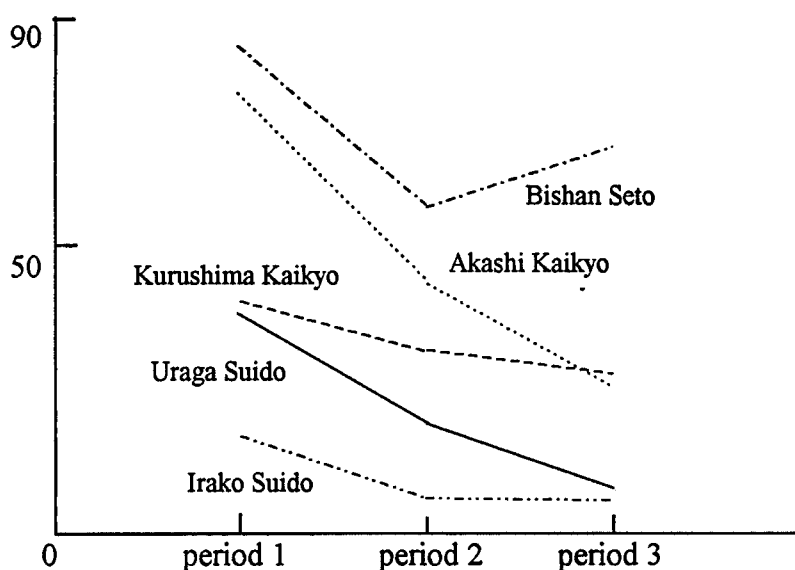 90
Bishan Seto
50
Akashi Kaikyo
Kurushima Kaikyo
Uraga Suido
Irako Suido
0
period 1
period 2
period 3